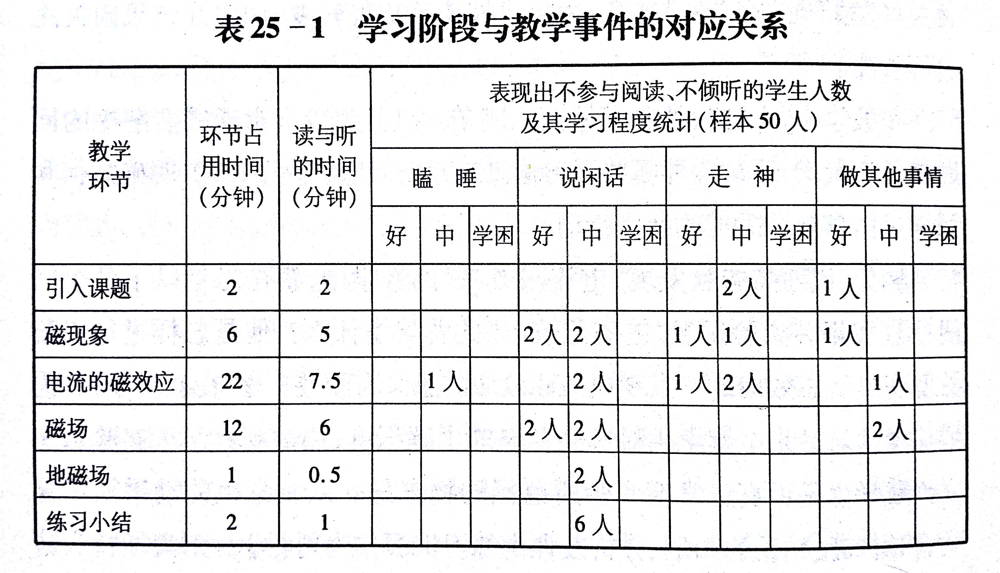 表25-1 学习阶段与教学事件的对应关系
教学
环节
环节占
用时间
(分钟)
读与听
的时间
(分钟)
表现出不参与阅读、不倾听的学生人数
及其学习程度统计(样本50人)
瞌 睡 说闲话 走 神 做其他事情
好 中 学困 好 中 学困 好 中 学困 好 中 学困
引入课题 2 2 2人 1人
磁现象 6 5 2人 2人 1人 1人 1人
电流的磁效应 22 7.5 1人 2人 1人 2人 1人
磁场 12 6 2人 2人 2人
地磁场 1 0.5 2人
练习小结 2 1 6人